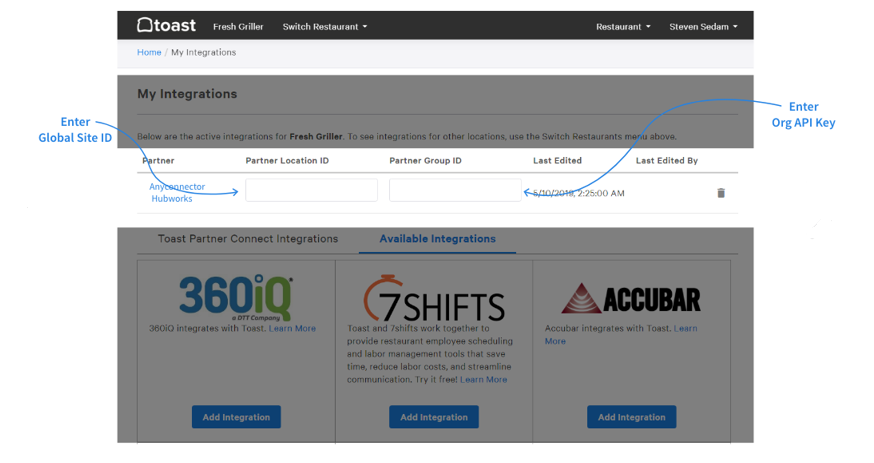 toast Fresh Griller Switch Restaurant Restaurant Steven Sedam
Home / My Integrations
My Integrations
Enter
Global Site ID
Enter
Org API Key
Below are the active integrations for Fresh Griller. To see integrations for other locations, use the Switch Restaurants menu above.
Partner Partner Location ID Partner Group ID Last Edited Last Edited By
Anyconnector
Hubworks
5/10/2019, 2:25:00 AM
Toast Partner Connect Integrations Available Integrations
360iQ
a DTT Company
360iQ integrates with Toast. Learn More
7SHIFTS
Toast and 7shifts work together to
provide restaurant employee scheduling
and labor management tools that save
time, reduce labor costs, and streamline
communication. Try it free! Learn More
ACCUBAR
Accubar integrates with Toast. Learn
More
Add Integration Add Integration Add Integration